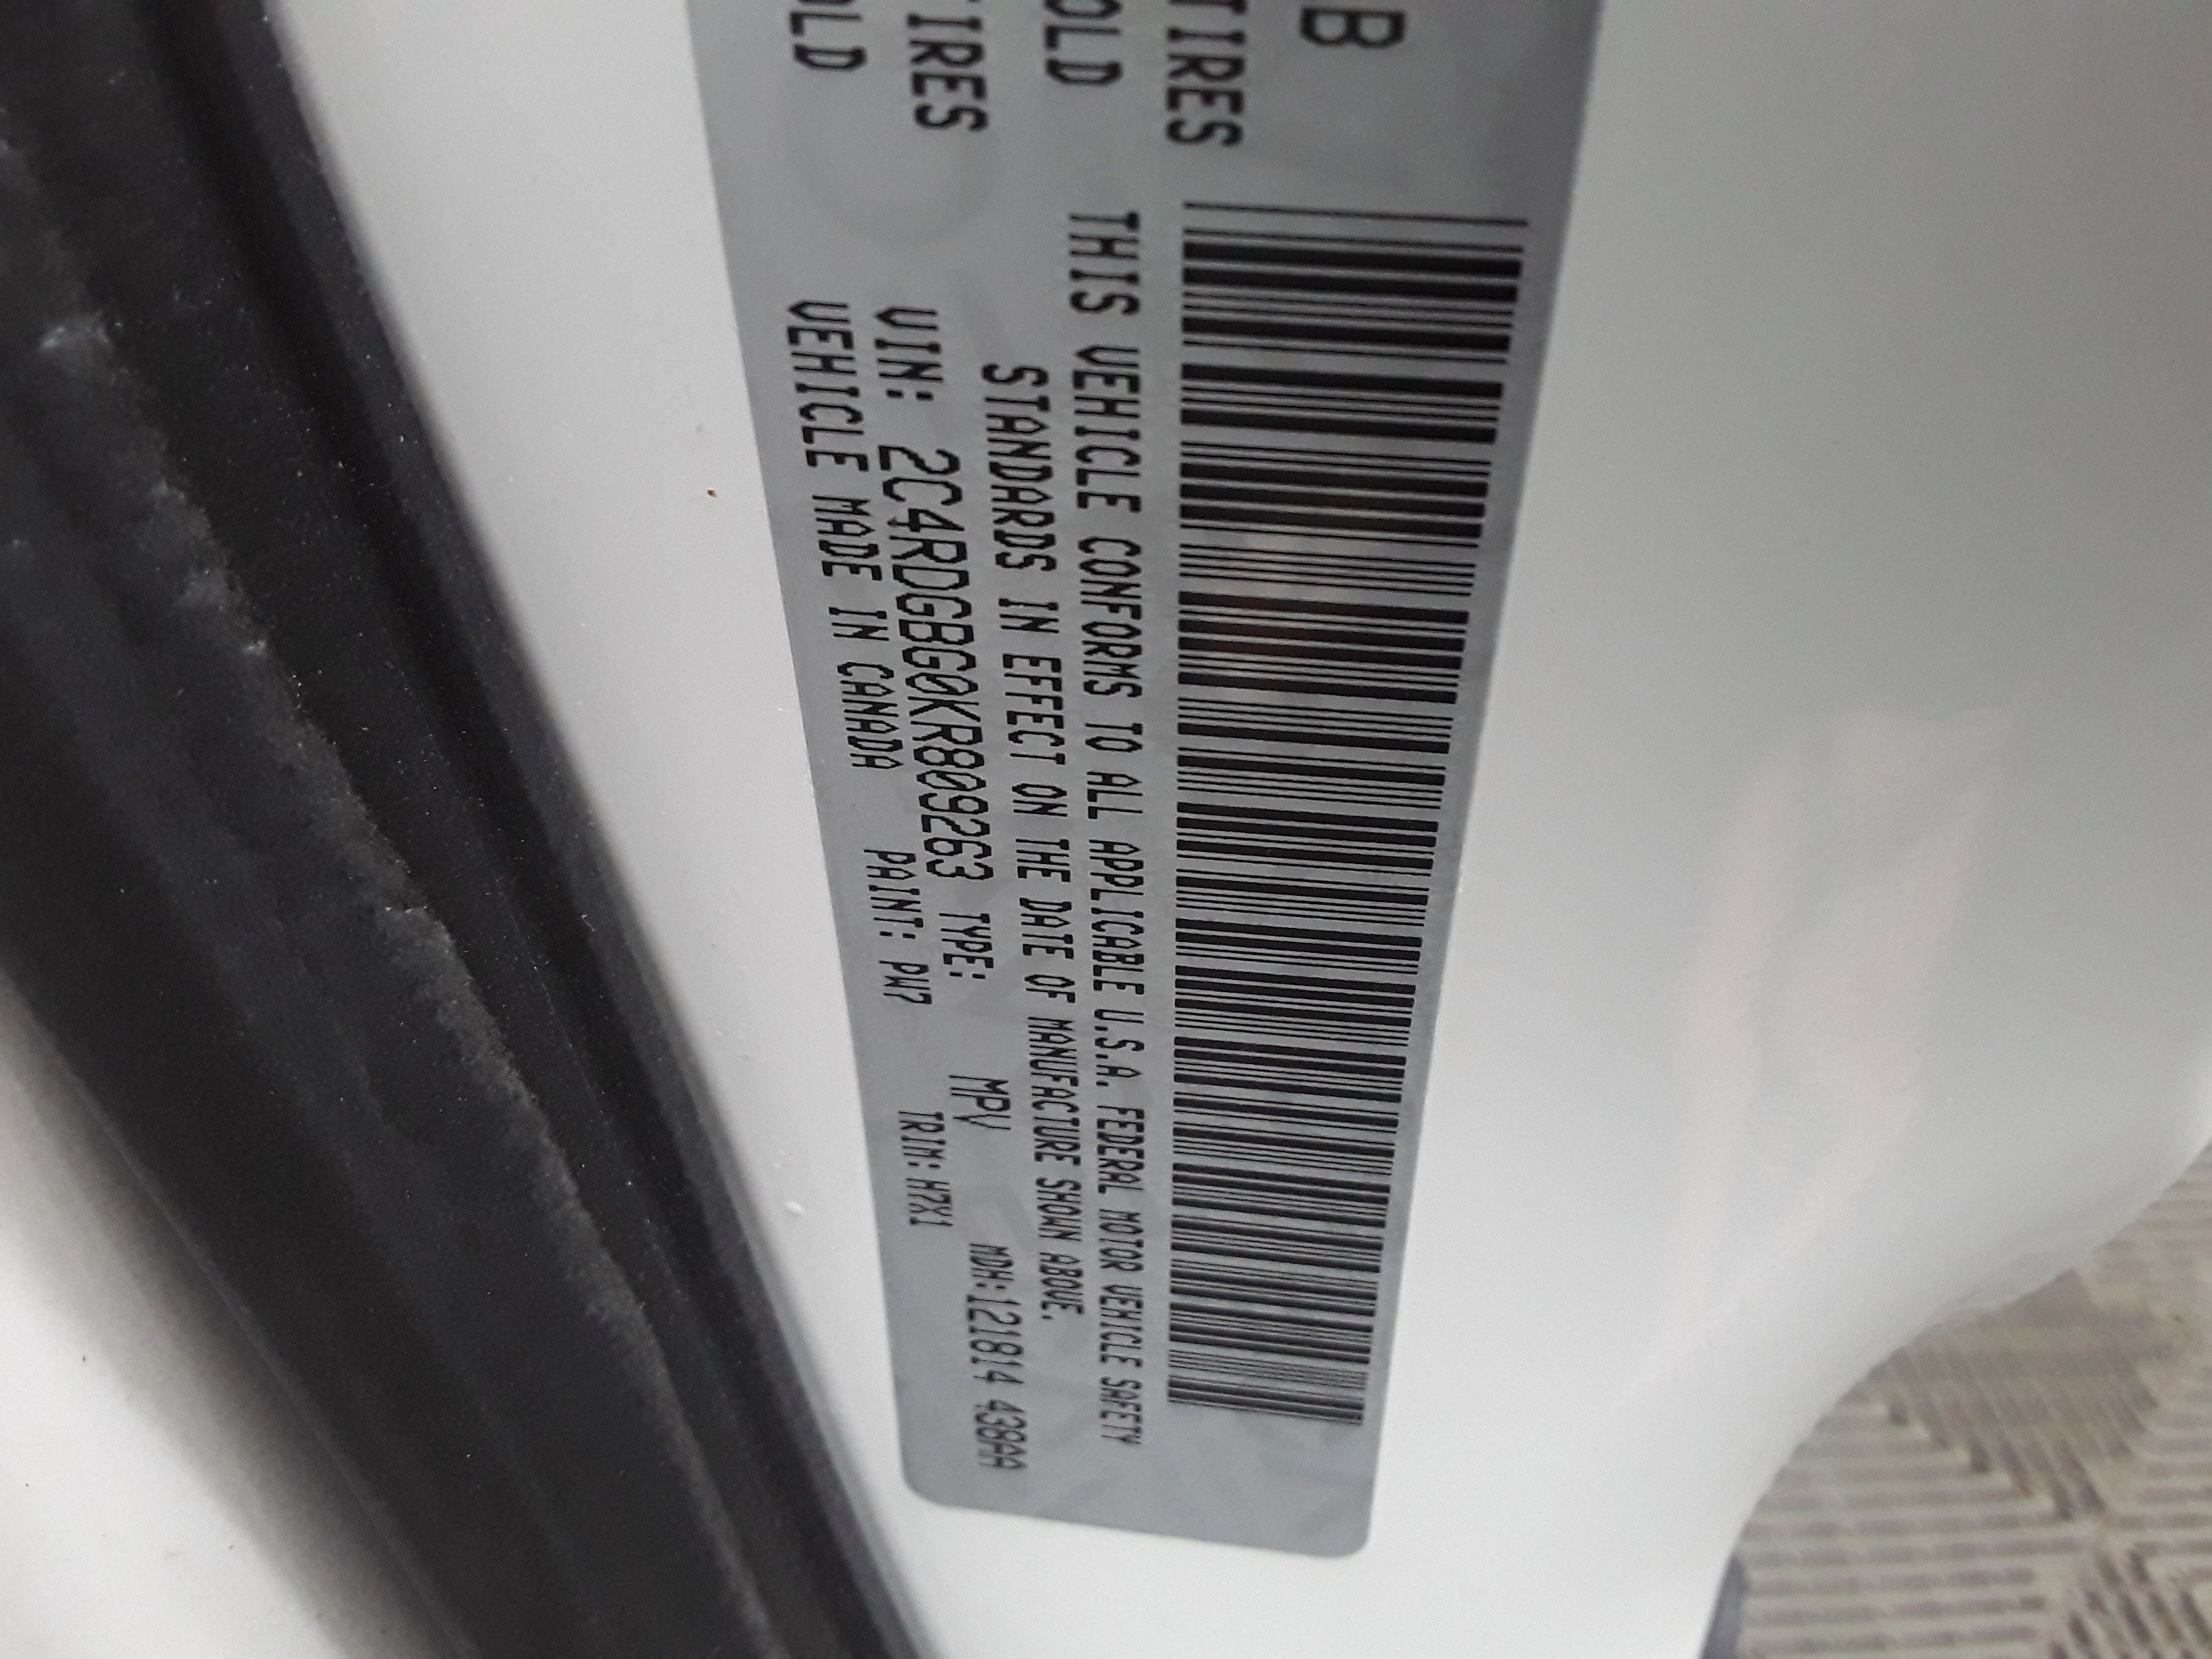 B
TIRES
OLD
TIRES
OLD
THIS VEHICLE CONFORMS TO ALL APPLICABLE U.S.A. FEDERAL MOTOR VEHICLE SAFETY
STANDARDS IN EFFECT ON THE DATE OF MANUFACTURE SHOWN ABOVE.
VIN: 2C4RDGBG0KR809263 TYPE: MPV MDH:121814 438AA
VEHICLE MADE IN CANADA PAINT: PW7 TRIM:H7X1